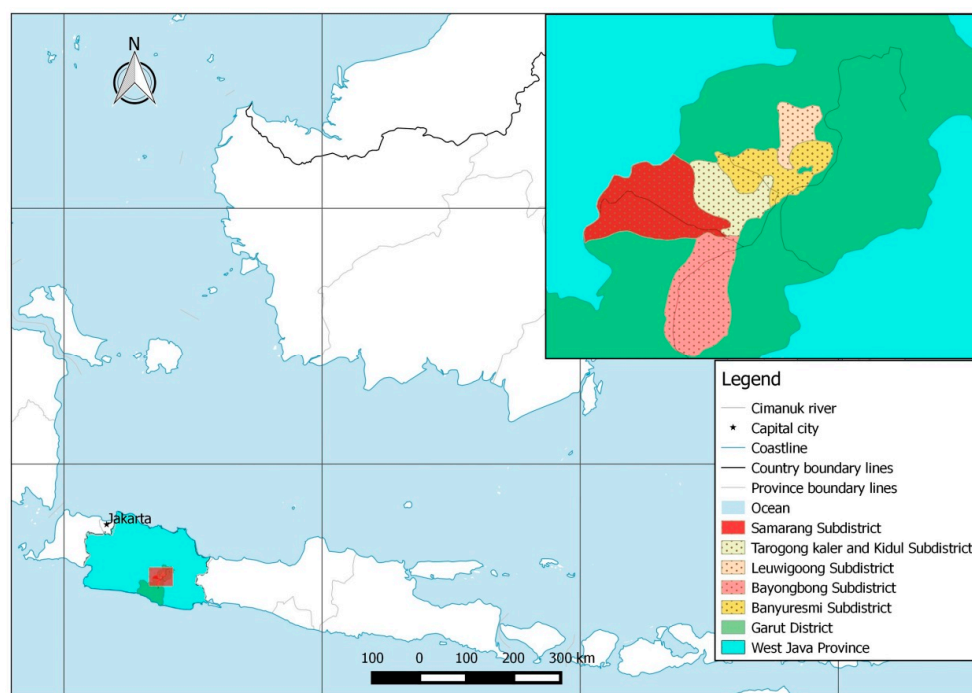 N
Jakarta
100 0 100 200 300 km
Legend
Cimanuk river
Capital city
Coastline
Country boundary lines
Province boundary lines
Ocean
Samarang Subdistrict
Tarogong kaler and Kidul Subdistrict
Leuwigoong Subdistrict
Bayongbong Subdistrict
Banyuresmi Subdistrict
Garut District
West Java Province